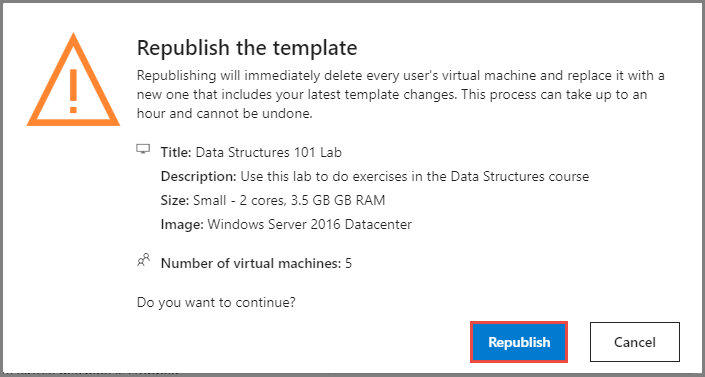 Republish the template
Republishing will immediately delete every user's virtual machine and replace it with a
new one that includes your latest template changes. This process can take up to an
hour and cannot be undone.
Title: Data Structures 101 Lab
Description: Use this lab to do exercises in the Data Structures course
Size: Small - 2 cores, 3.5 GB GB RAM
Image: Windows Server 2016 Datacenter
Number of virtual machines: 5
Do you want to continue?
Republish
Cancel